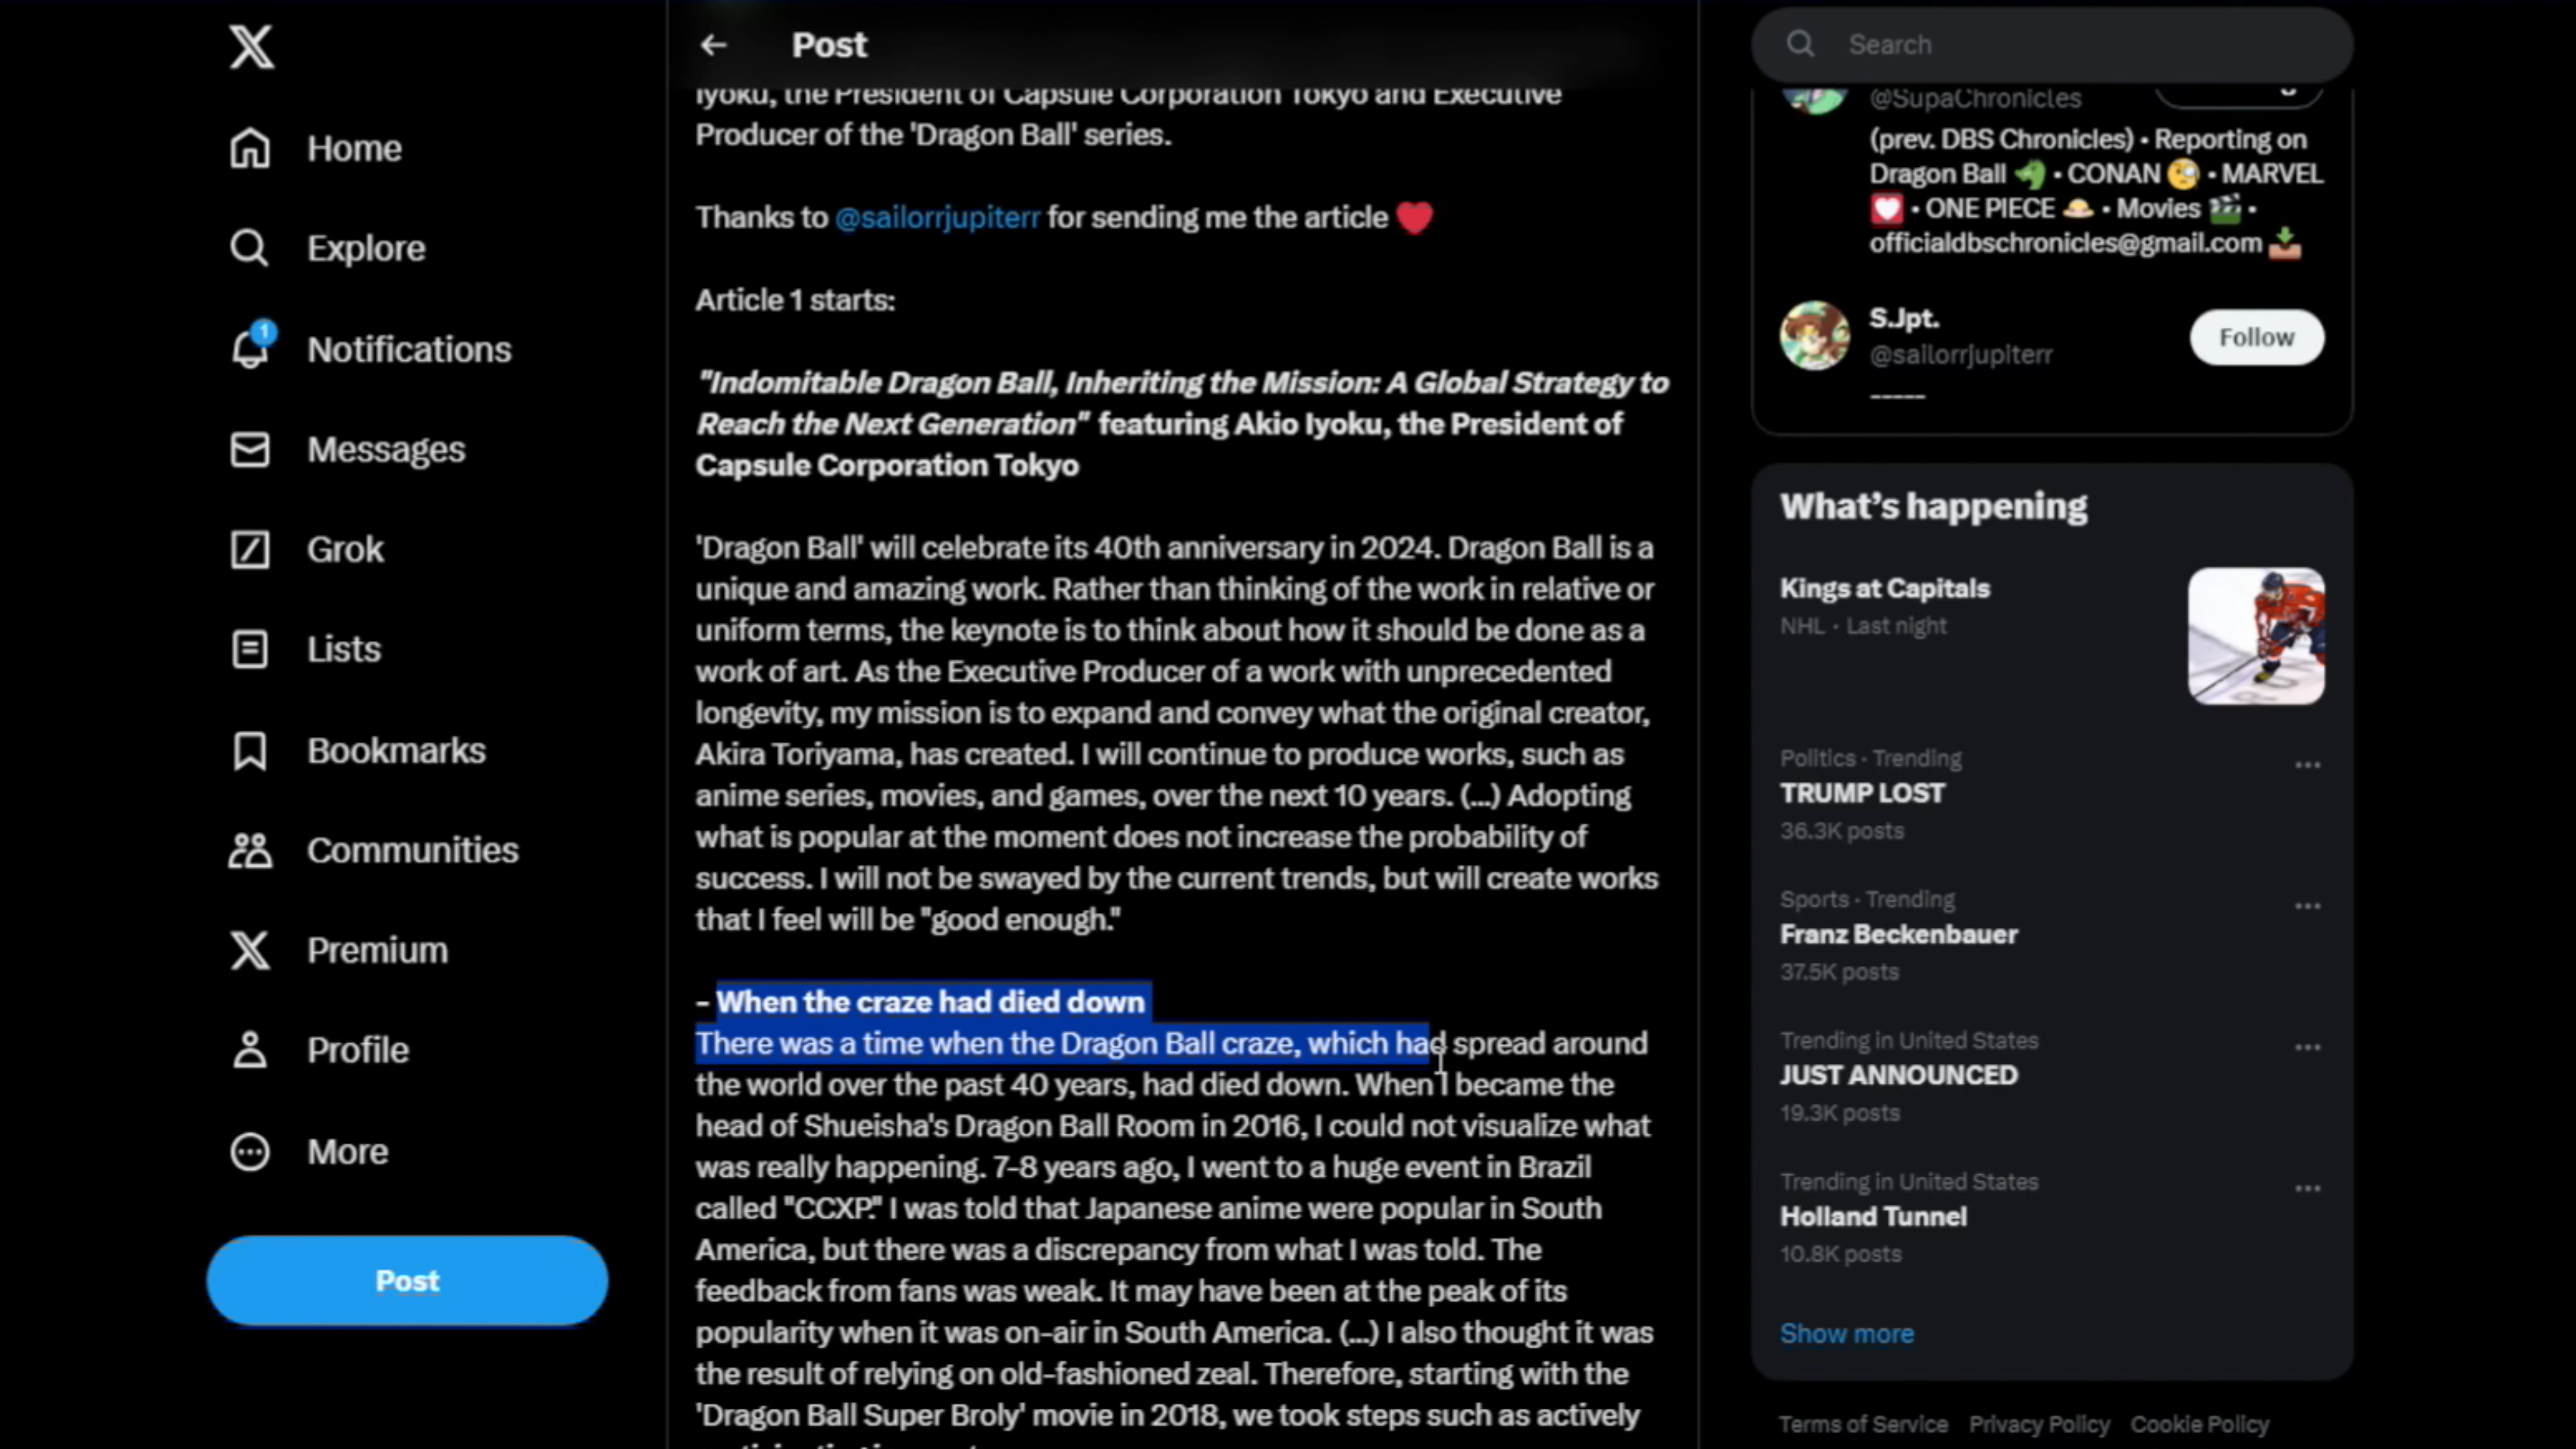 Home
Explore
1
Notifications
Messages
Grok
Lists
Bookmarks
Communities
Premium
Profile
More
Post
Post
Iyoku, the President of Capsule Corporation Tokyo and Executive
Producer of the 'Dragon Ball' series.
Thanks to @sailorrjupiterr for sending me the article
Article 1 starts:
"Indomitable Dragon Ball, Inheriting the Mission: A Global Strategy to
Reach the Next Generation" featuring Akio Iyoku, the President of
Capsule Corporation Tokyo
'Dragon Ball' will celebrate its 40th anniversary in 2024. Dragon Ball is a
unique and amazing work. Rather than thinking of the work in relative or
uniform terms, the keynote is to think about how it should be done as a
work of art. As the Executive Producer of a work with unprecedented
longevity, my mission is to expand and convey what the original creator,
Akira Toriyama, has created. I will continue to produce works, such as
anime series, movies, and games, over the next 10 years. (...) Adopting
what is popular at the moment does not increase the probability of
success. I will not be swayed by the current trends, but will create works
that I feel will be "good enough."
- When the craze had died down
There was a time when the Dragon Ball craze, which had spread around
the world over the past 40 years, had died down. When I became the
head of Shueisha's Dragon Ball Room in 2016, I could not visualize what
was really happening. 7-8 years ago, I went to a huge event in Brazil
called "CCXP." I was told that Japanese anime were popular in South
America, but there was a discrepancy from what I was told. The
feedback from fans was weak. It may have been at the peak of its
popularity when it was on-air in South America. (...) I also thought it was
the result of relying on old-fashioned zeal. Therefore, starting with the
'Dragon Ball Super Broly' movie in 2018, we took steps such as actively
Search
@SupaChronicles
(prev. DBS Chronicles) • Reporting on
Dragon Ball • CONAN • MARVEL
• ONE PIECE • Movies •
officialdbschronicles@gmail.com
S.Jpt.
@sailorrjupiterr
Follow
-----
What's happening
Kings at Capitals
NHL · Last night
Politics · Trending
TRUMP LOST
36.3K posts
Sports · Trending
Franz Beckenbauer
37.5K posts
Trending in United States
JUST ANNOUNCED
19.3K posts
Trending in United States
Holland Tunnel
10.8K posts
Show more
Terms of Service Privacy Policy Cookie Policy